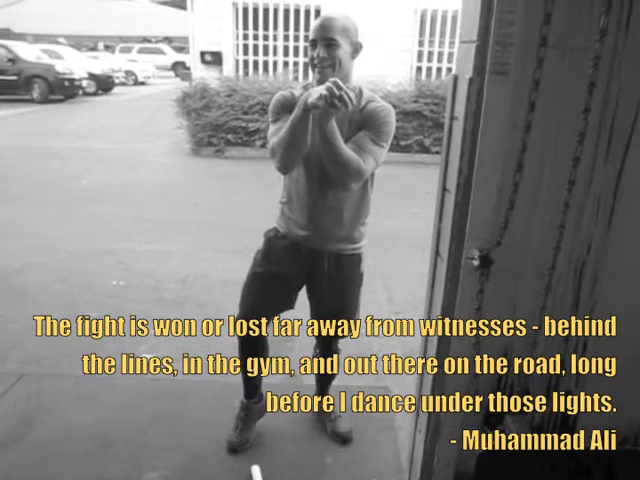 The fight is won or lost far away from witnesses - behind
the lines, in the gym, and out there on the road, long
before I dance under those lights.
- Muhammad Ali